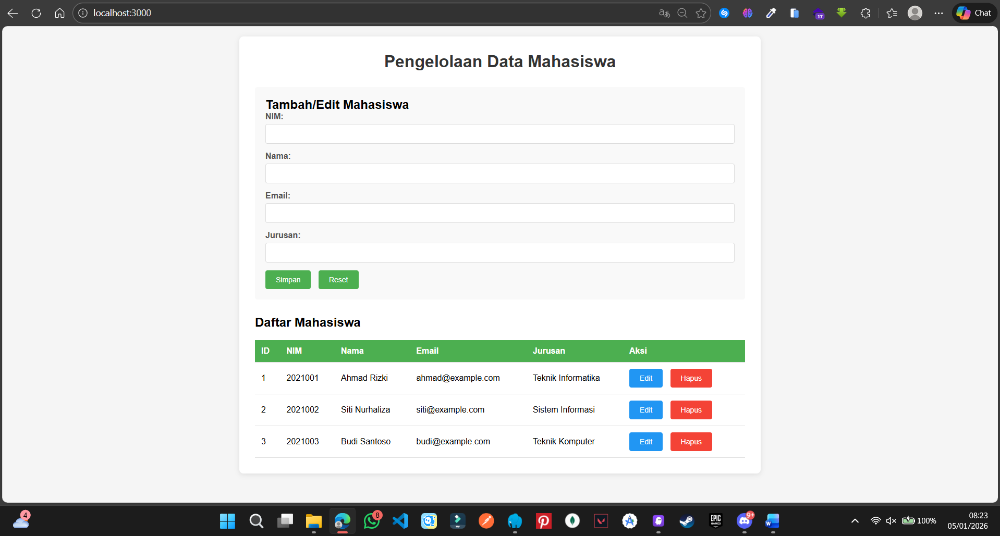 localhost:3000
17
Chat
Pengelolaan Data Mahasiswa
Tambah/Edit Mahasiswa
NIM:
Nama:
Email:
Jurusan:
Simpan Reset
Daftar Mahasiswa
ID NIM Nama Email Jurusan Aksi
1 2021001 Ahmad Rizki ahmad@example.com Teknik Informatika Edit Hapus
2 2021002 Siti Nurhaliza siti@example.com Sistem Informasi Edit Hapus
3 2021003 Budi Santoso budi@example.com Teknik Komputer Edit Hapus
4
8
EPIC
GAMES
9+
W
100%
08:23
05/01/2026